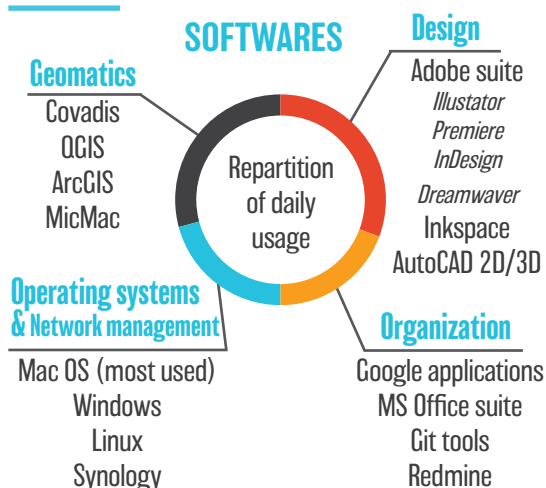 SOFTWARES
Geomatics
Covadis
QGIS
ArcGIS
MicMac
Design
Adobe suite
Illustator
Premiere
InDesign
Dreamwaver
Inkspace
AutoCAD 2D/3D
Repartition
of daily
usage
Operating systems
& Network management
Mac OS (most used)
Windows
Linux
Synology
Organization
Google applications
MS Office suite
Git tools
Redmine